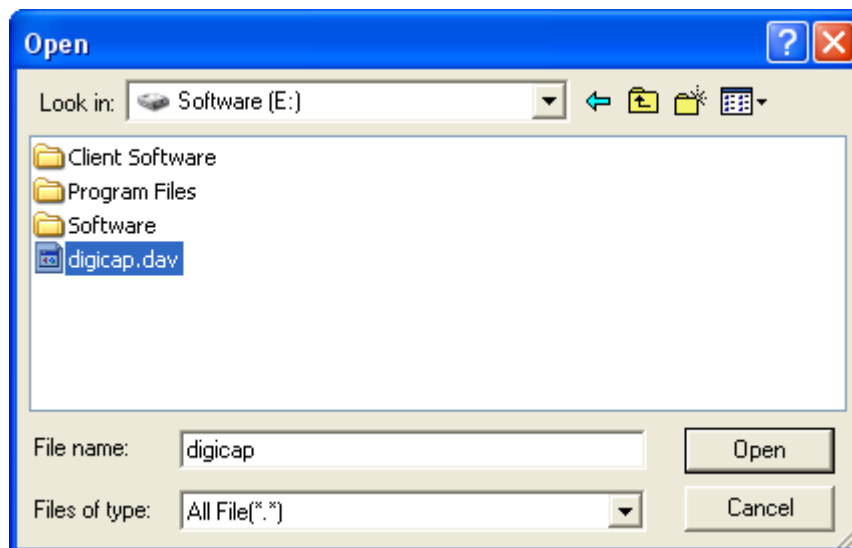 Open
Look in: Software (E:)
Client Software
Program Files
Software
digicap.dav
File name: digicap Open
Files of type: All File(*.*) Cancel